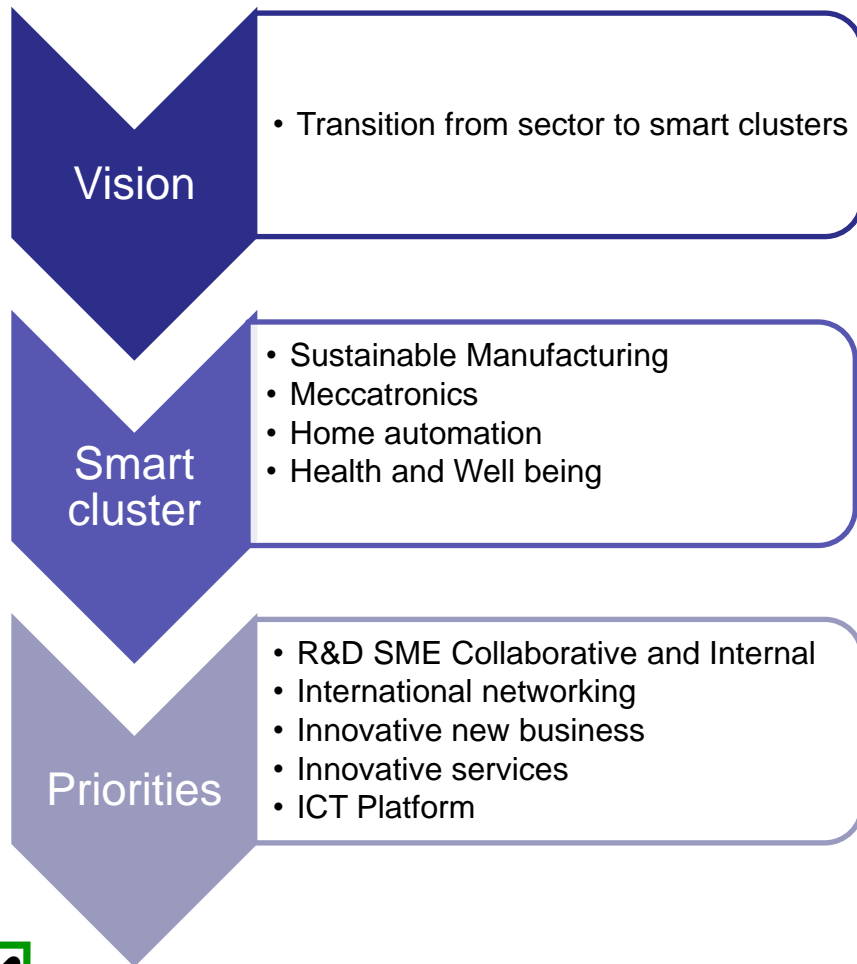 Vision
• Transition from sector to smart clusters
Smart
cluster
• Sustainable Manufacturing
• Meccatronics
• Home automation
• Health and Well being
Priorities
• R&D SME Collaborative and Internal
• International networking
• Innovative new business
• Innovative services
• ICT Platform